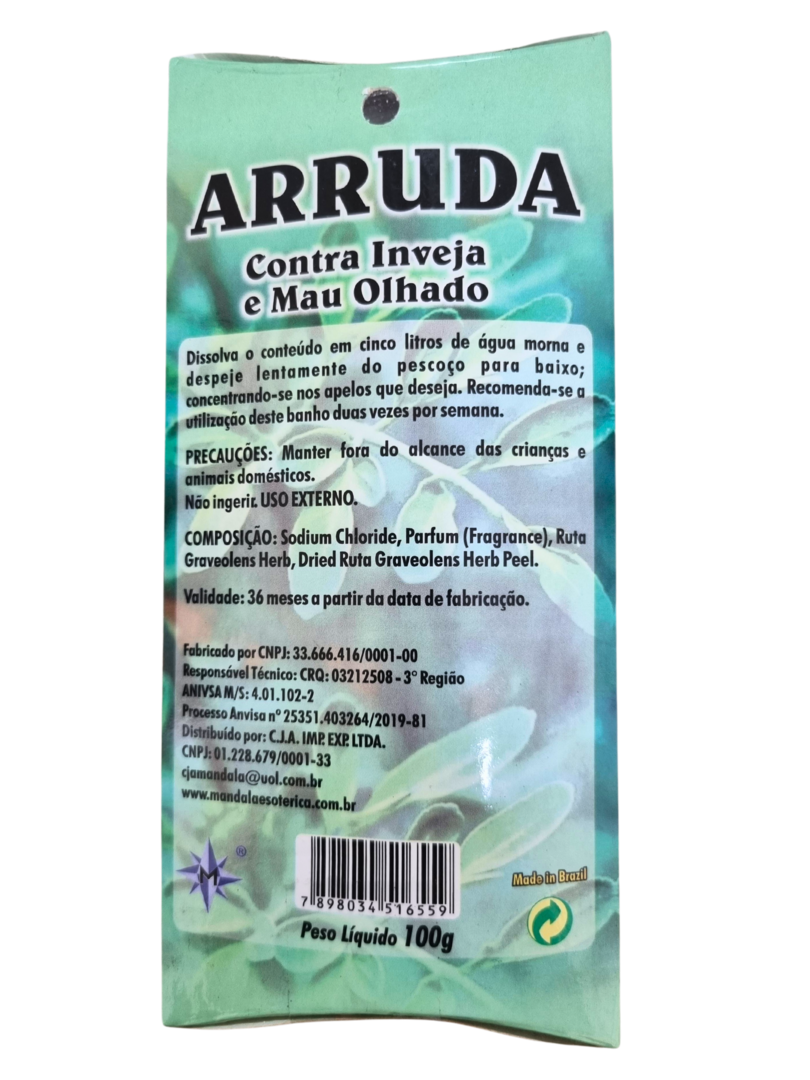 ARRUDA
Contra Inveja
e Mau Olhado
Dissolva o conteúdo em cinco litros de água morna e
despeje lentamente do pescoço para baixo;
concentrando-se nos apelos que deseja. Recomenda-se a
utilização deste banho duas vezes por semana.
PRECAUÇÕES: Manter fora do alcance das crianças e
animais domésticos.
Não ingerir. USO EXTERNO.
COMPOSIÇÃO: Sodium Chloride, Parfum (Fragrance), Ruta
Graveolens Herb, Dried Ruta Graveolens Herb Peel.
Validade: 36 meses a partir da data de fabricação.
Fabricado por CNPJ: 33.666.416/0001-00
Responsável Técnico: CRQ: 03212508 - 3° Região
ANIVSA M/S: 4.01.102-2
Processo Anvisa nº 25351.403264/2019-81
Distribuído por: C.J.A. IMP. EXP. LTDA.
CNPJ: 01.228.679/0001-33
cjamandala@uol.com.br
www.mandalaesoterica.com.br
M ®
7 898034 516559
Made in Brazil
Peso Líquido 100g